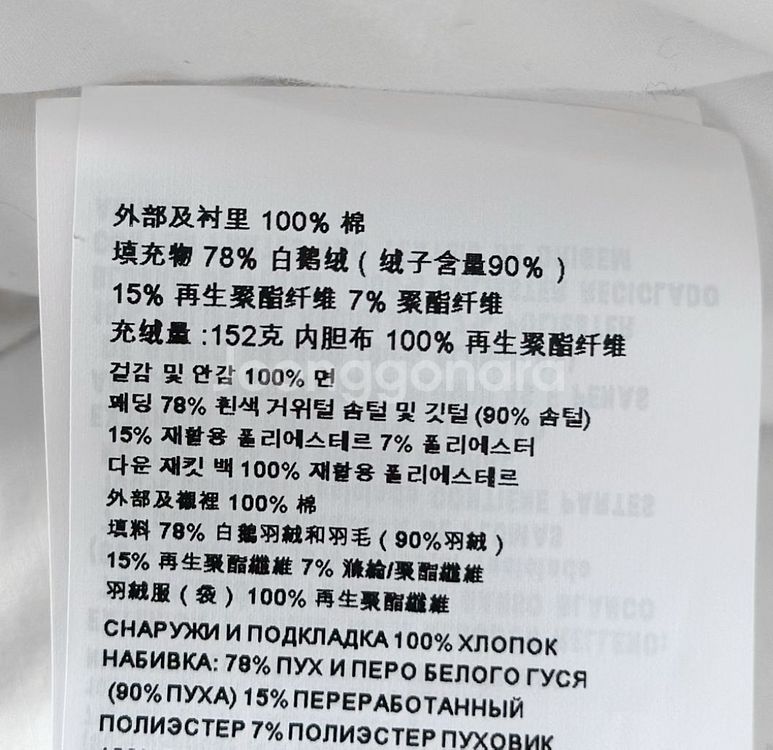 外部及衬里 100% 棉
填充物 78% 白鹅绒 ( 绒子含量90% )
15% 再生聚酯纤维 7% 聚酯纤维
充绒量 :152克 内胆布 100% 再生聚酯纤维
겉감 및 안감 100% 면
패딩 78% 흰색 거위털 솜털 및 깃털 (90% 솜털)
15% 재활용 폴리에스테르 7% 폴리에스터
다운 재킷 백 100% 재활용 폴리에스테르
外部及襯裡 100% 棉
填料 78% 白鵝羽絨和羽毛 ( 90%羽絨 )
15% 再生聚酯纖維 7% 滌綸/聚酯纖維
羽絨服 ( 袋 ) 100% 再生聚酯纖維
СНАРУЖИ И ПОДКЛАДКА 100% ХЛОПОК
НАБИВКА: 78% ПУХ И ПЕРО БЕЛОГО ГУСЯ
(90% ПУХА) 15% ПЕРЕРАБОТАННЫЙ
ПОЛИЭСТЕР 7% ПОЛИЭСТЕР ПУХОВИК